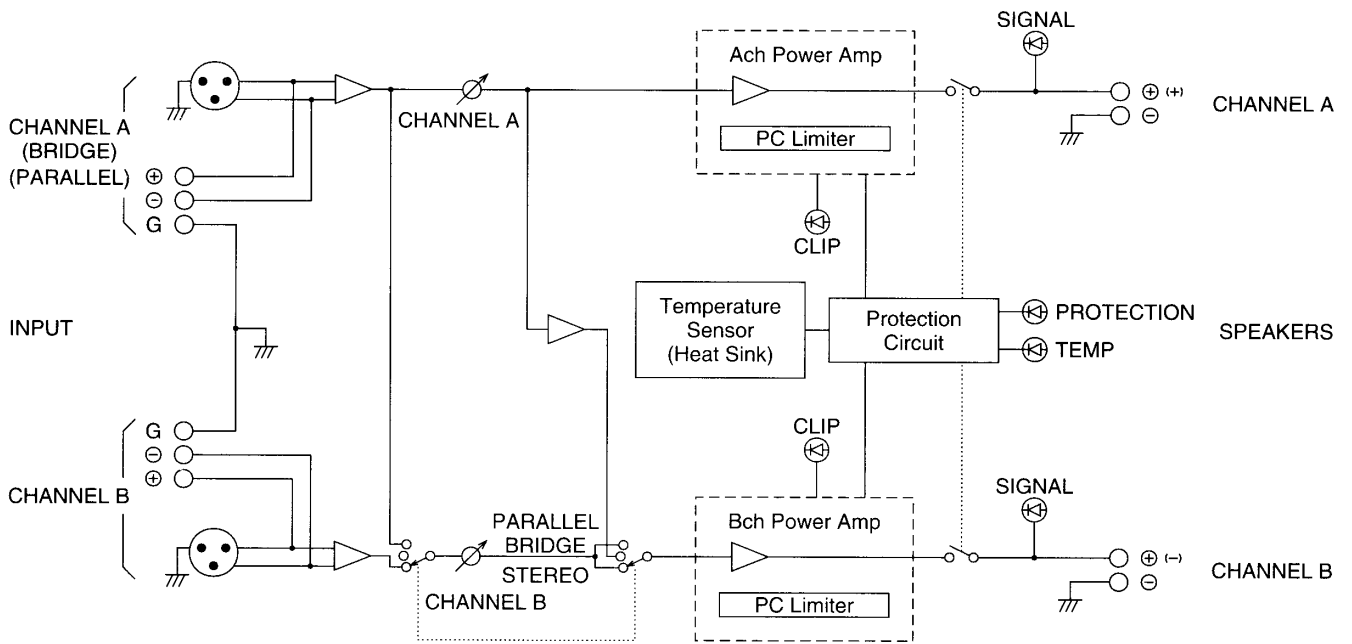 SIGNAL
Ach Power Amp
CHANNEL A
(BRIDGE)
(PARALLEL)
⊕
⊖
G
CHANNEL A
PC Limiter
⊕ (+)
⊖
CHANNEL A
CLIP
INPUT
Temperature
Sensor
(Heat Sink)
Protection
Circuit
PROTECTION
TEMP
SPEAKERS
G
⊖
⊕
CHANNEL B
CLIP
PARALLEL
BRIDGE
STEREO
CHANNEL B
Bch Power Amp
PC Limiter
SIGNAL
⊕ (−)
⊖
CHANNEL B